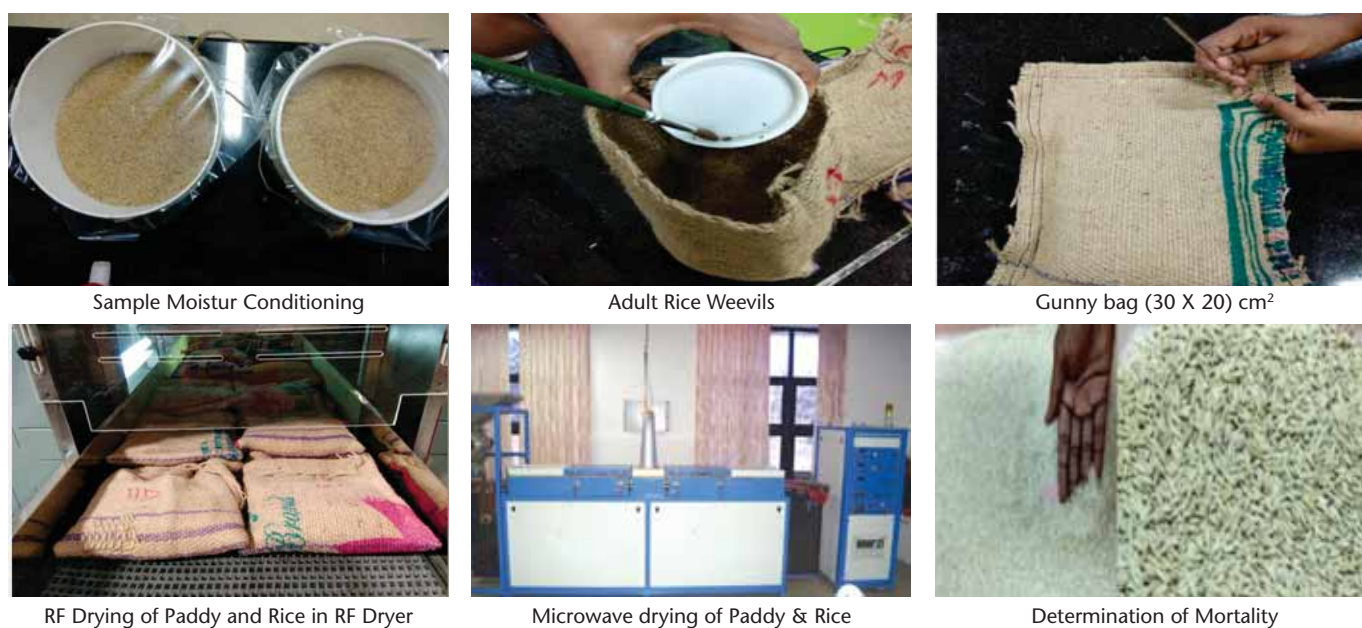 Sample Moistur Conditioning
Adult Rice Weevils
Gunny bag (30 X 20) cm²
Brand
RF Drying of Paddy and Rice in RF Dryer
Microwave drying of Paddy & Rice
Determination of Mortality